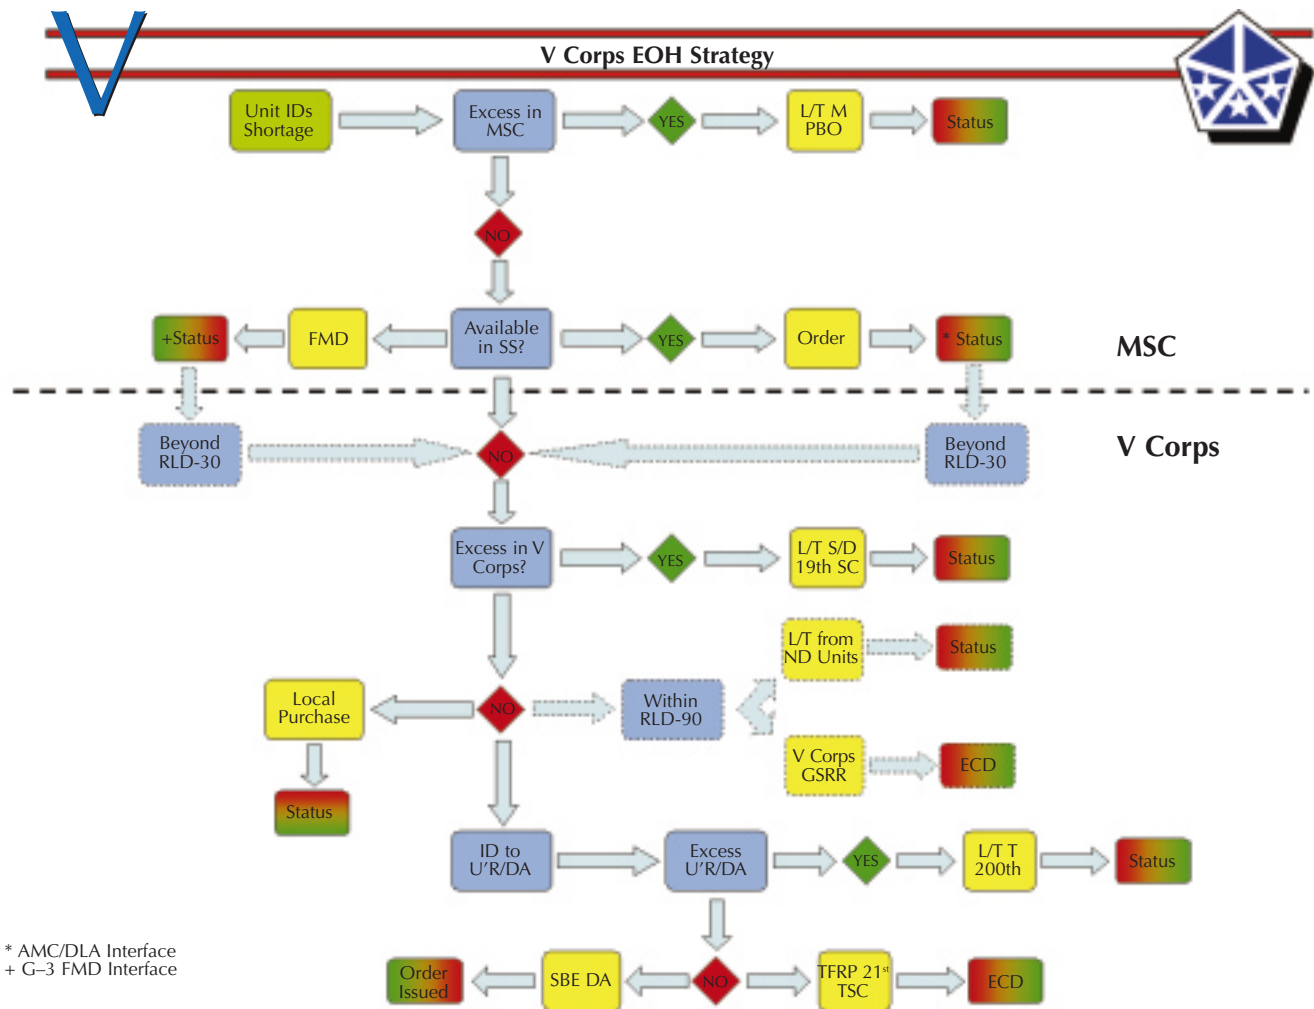 V Corps EOH Strategy
Unit IDs
Shortage
Excess in
MSC
YES
L/T M
PBO
Status
NO
+Status
FMD
Available
in SS?
YES
Order
* Status
MSC
Beyond
RLD-30
NO
Beyond
RLD-30
V Corps
Excess in V
Corps?
YES
L/T S/D
19th SC
Status
L/T from
ND Units
Status
Local
Purchase
NO
Within
RLD-90
V Corps
GSRR
ECD
Status
ID to
U'R/DA
Excess
U'R/DA
YES
L/T T
200th
Status
* AMC/DLA Interface
+ G–3 FMD Interface
Order
Issued
SBE DA
NO
TFRP 21st
TSC
ECD